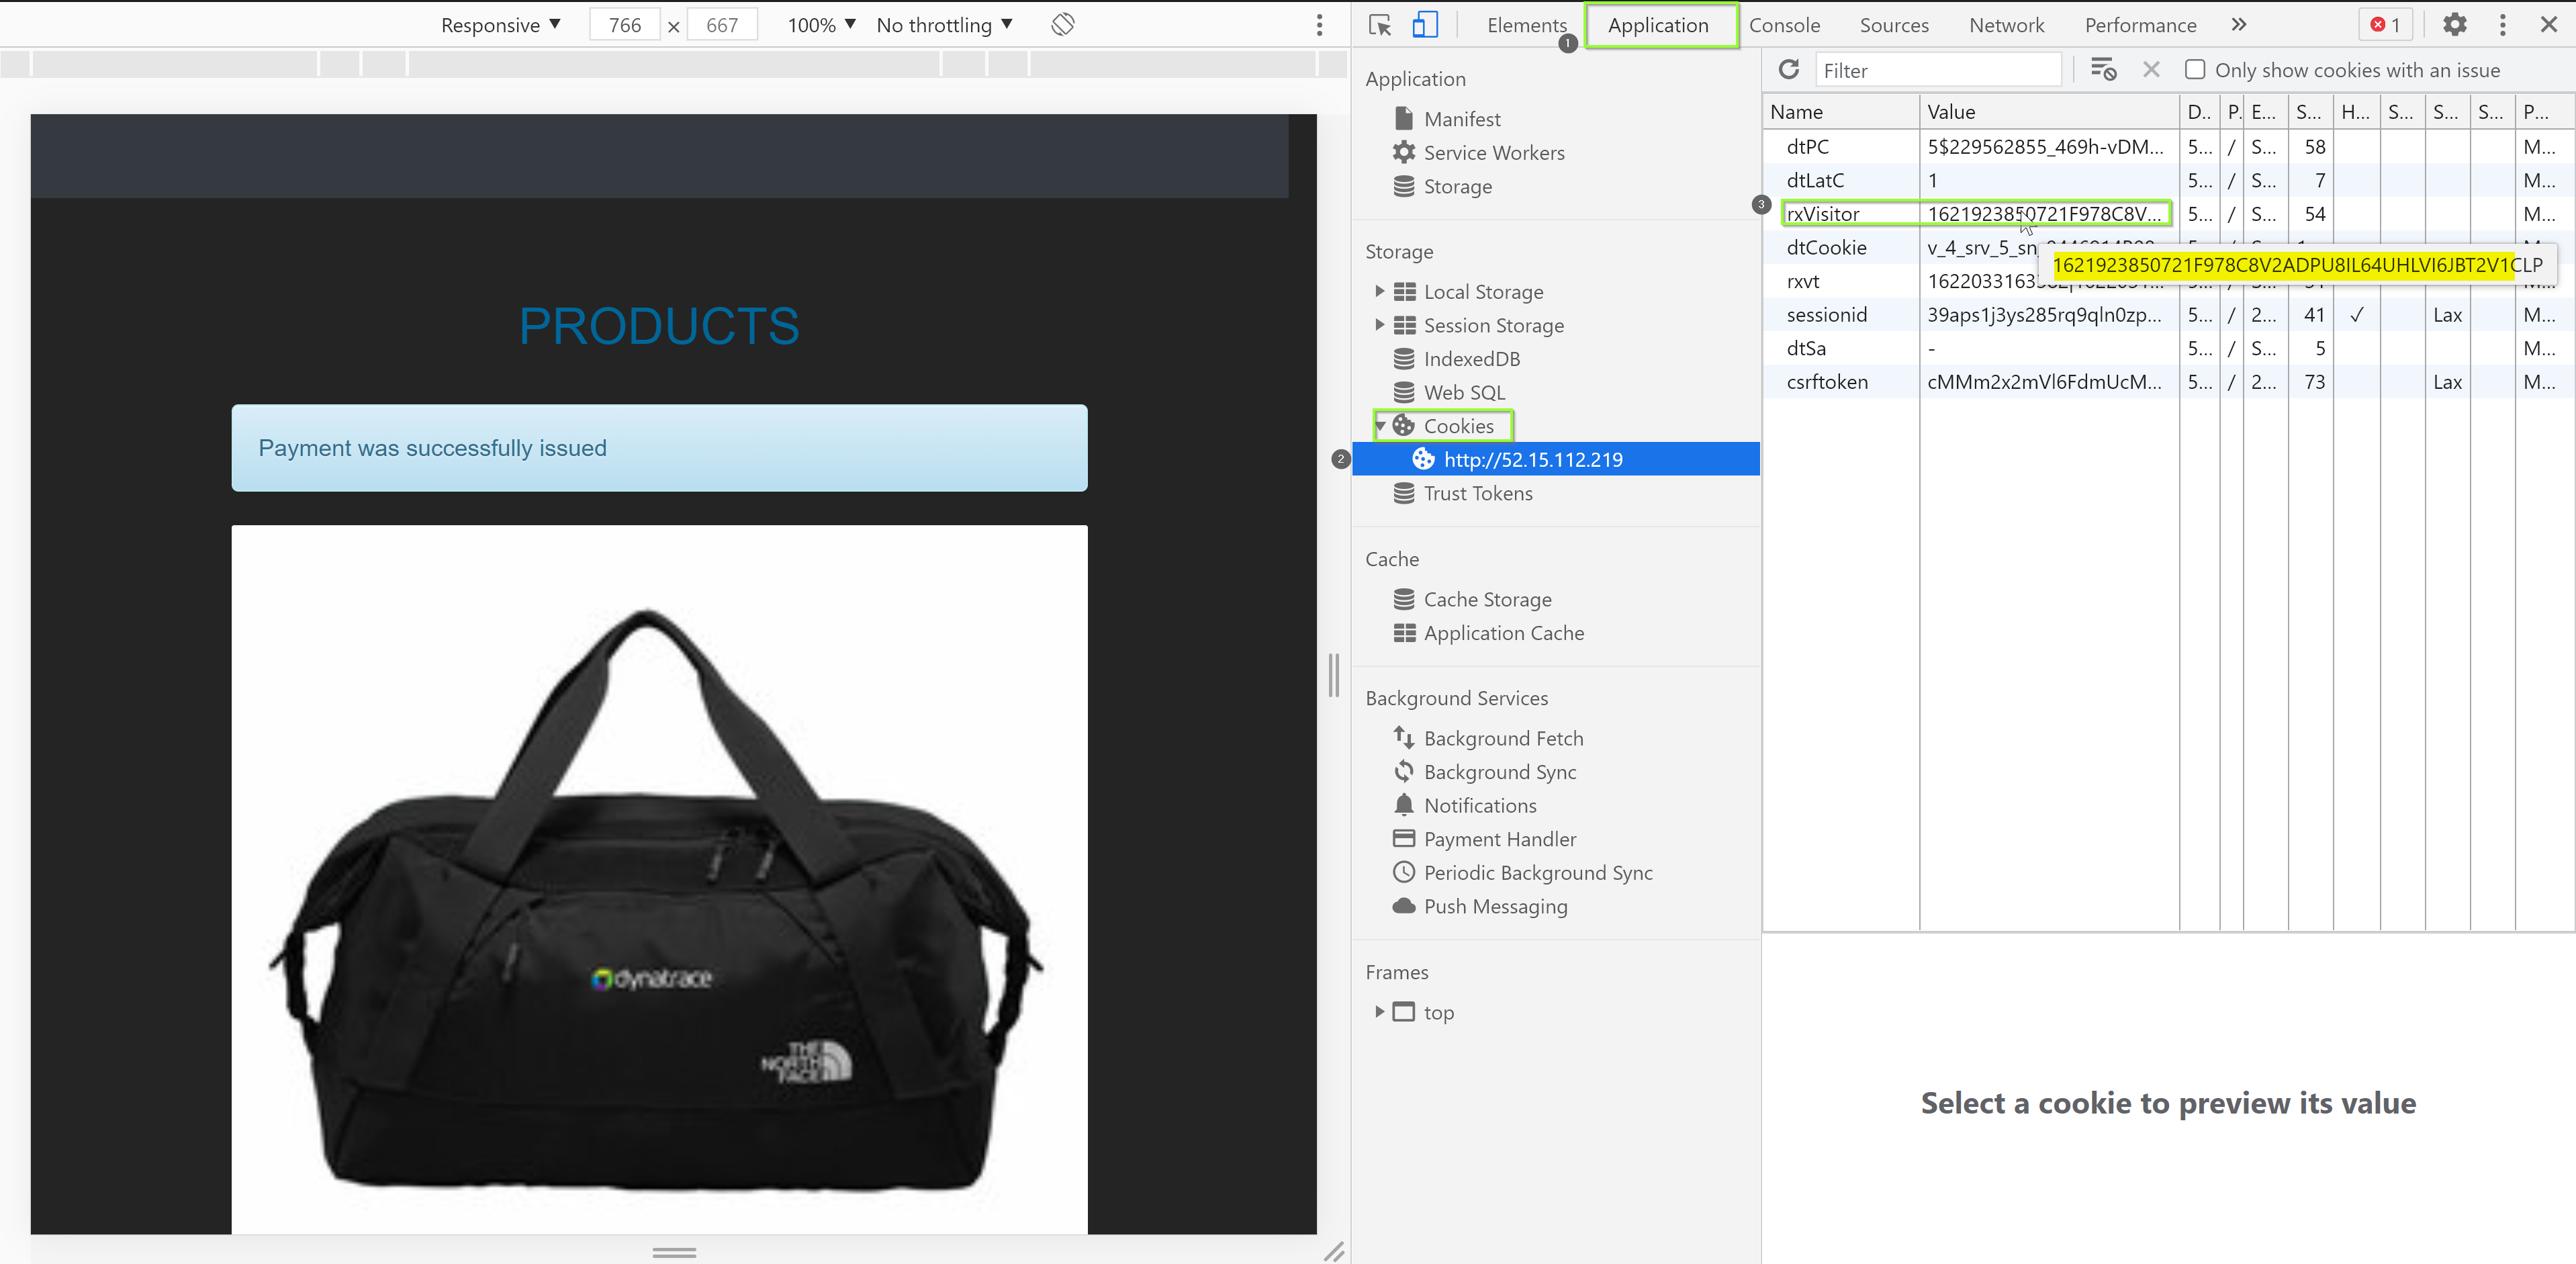 Responsive ▼ 766 × 667 100% ▼ No throttling ▼
PRODUCTS
Payment was successfully issued
dynatrace
THE
NORTH
FACE
Elements Application Console Sources Network Performance » 1
1
Application
Manifest
Service Workers
Storage
Storage
Local Storage
Session Storage
IndexedDB
Web SQL
Cookies
2 http://52.15.112.219
Trust Tokens
Cache
Cache Storage
Application Cache
Background Services
Background Fetch
Background Sync
Notifications
Payment Handler
Periodic Background Sync
Push Messaging
Frames
top
Filter Only show cookies with an issue
Name Value D.. P. E... S... H... S... S... S... P...
dtPC 5$229562855_469h-vDM... 5... / S... 58 M...
dtLatC 1 5... / S... 7 M...
3 rxVisitor 1621923850721F978C8V... 5... / S... 54 M...
dtCookie v_4_srv_5_sn
1621923850721F978C8V2ADPU8IL64UHLVI6JBT2V1CLP
rxvt
sessionid 39aps1j3ys285rq9qln0zp... 5... / 2... 41 ✓ Lax M...
dtSa - 5... / S... 5 M...
csrftoken cMMm2x2mVl6FdmUcM... 5... / 2... 73 Lax M...
Select a cookie to preview its value